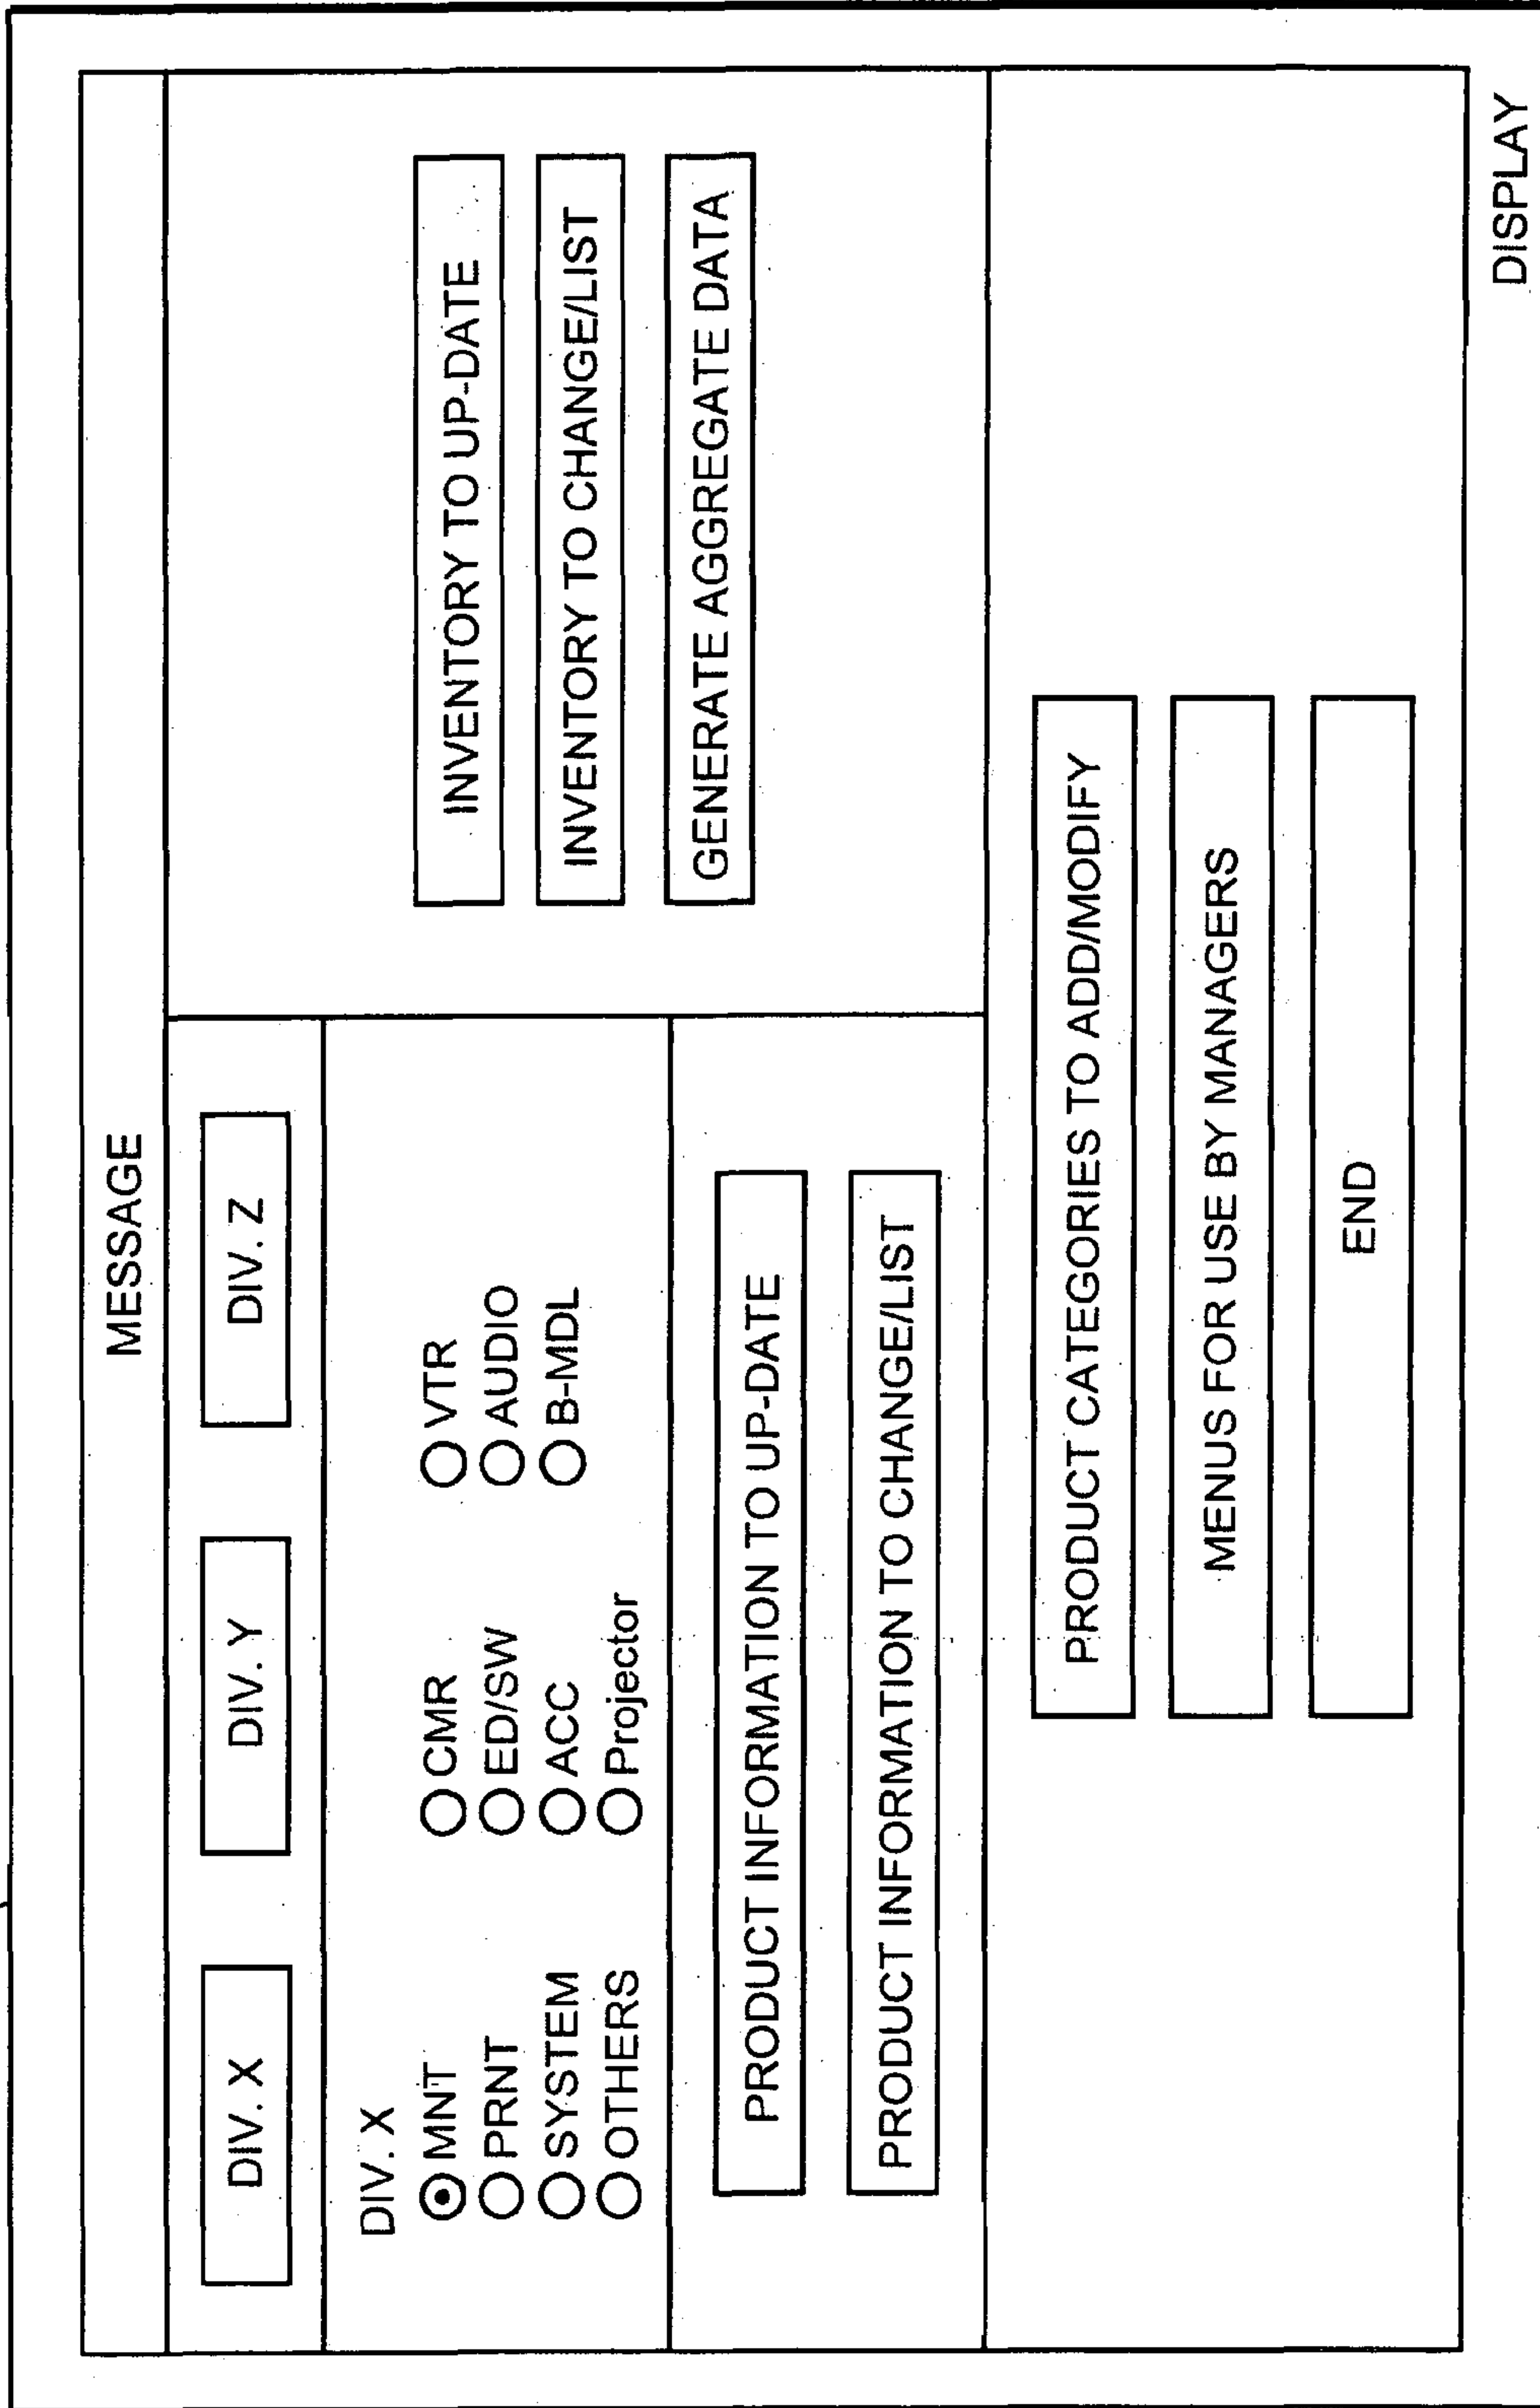 MESSAGE
DIV. X
DIV. Y
DIV. Z
DIV. X
MNT
CMR
VTR
PRNT
ED/SW
AUDIO
SYSTEM
ACC
B-MDL
OTHERS
Projector
PRODUCT INFORMATION TO UP-DATE
PRODUCT INFORMATION TO CHANGE/LIST
INVENTORY TO UP-DATE
INVENTORY TO CHANGE/LIST
GENERATE AGGREGATE DATA
PRODUCT CATEGORIES TO ADD/MODIFY
MENUS FOR USE BY MANAGERS
END
DISPLAY